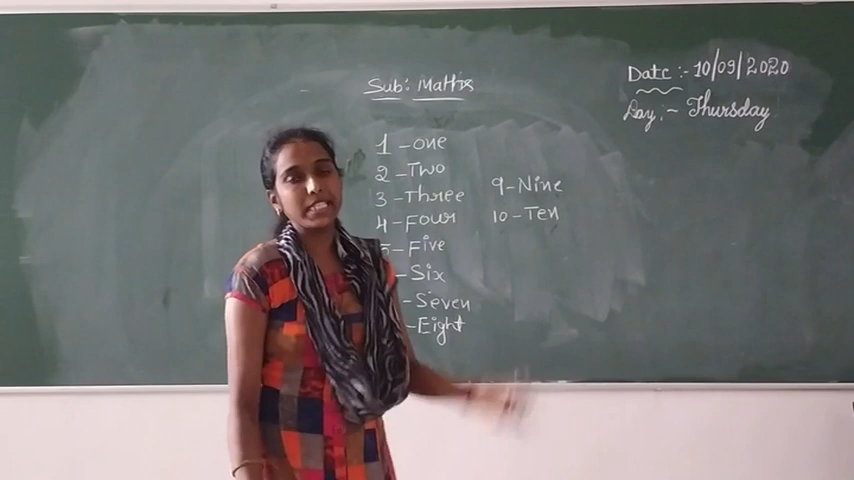 Sub: Maths
Date :- 10/09/2020
Day :- Thursday
1 - one
2 - Two
3 - Three
4 - Four
5 - Five
- Six
- Seven
- Eight
9 - Nine
10 - Ten